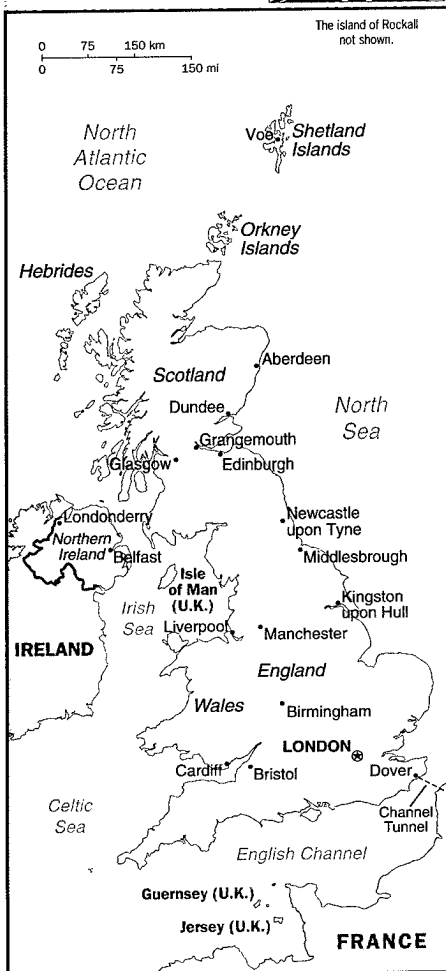 The island of Rockall
not shown.
0 75 150 km
0 75 150 mi
North
Atlantic
Ocean
Voe
Shetland
Islands
Orkney
Islands
Hebrides
Aberdeen
Scotland
Dundee
North
Sea
Grangemouth
Glasgow
Edinburgh
Londonderry
Northern
Ireland
Belfast
Newcastle
upon Tyne
Middlesbrough
Isle
of Man
(U.K.)
Irish
Sea
Kingston
upon Hull
Liverpool
Manchester
IRELAND
England
Wales
Birmingham
LONDON
Cardiff
Bristol
Dover
Celtic
Sea
Channel
Tunnel
English Channel
Guernsey (U.K.)
Jersey (U.K.)
FRANCE